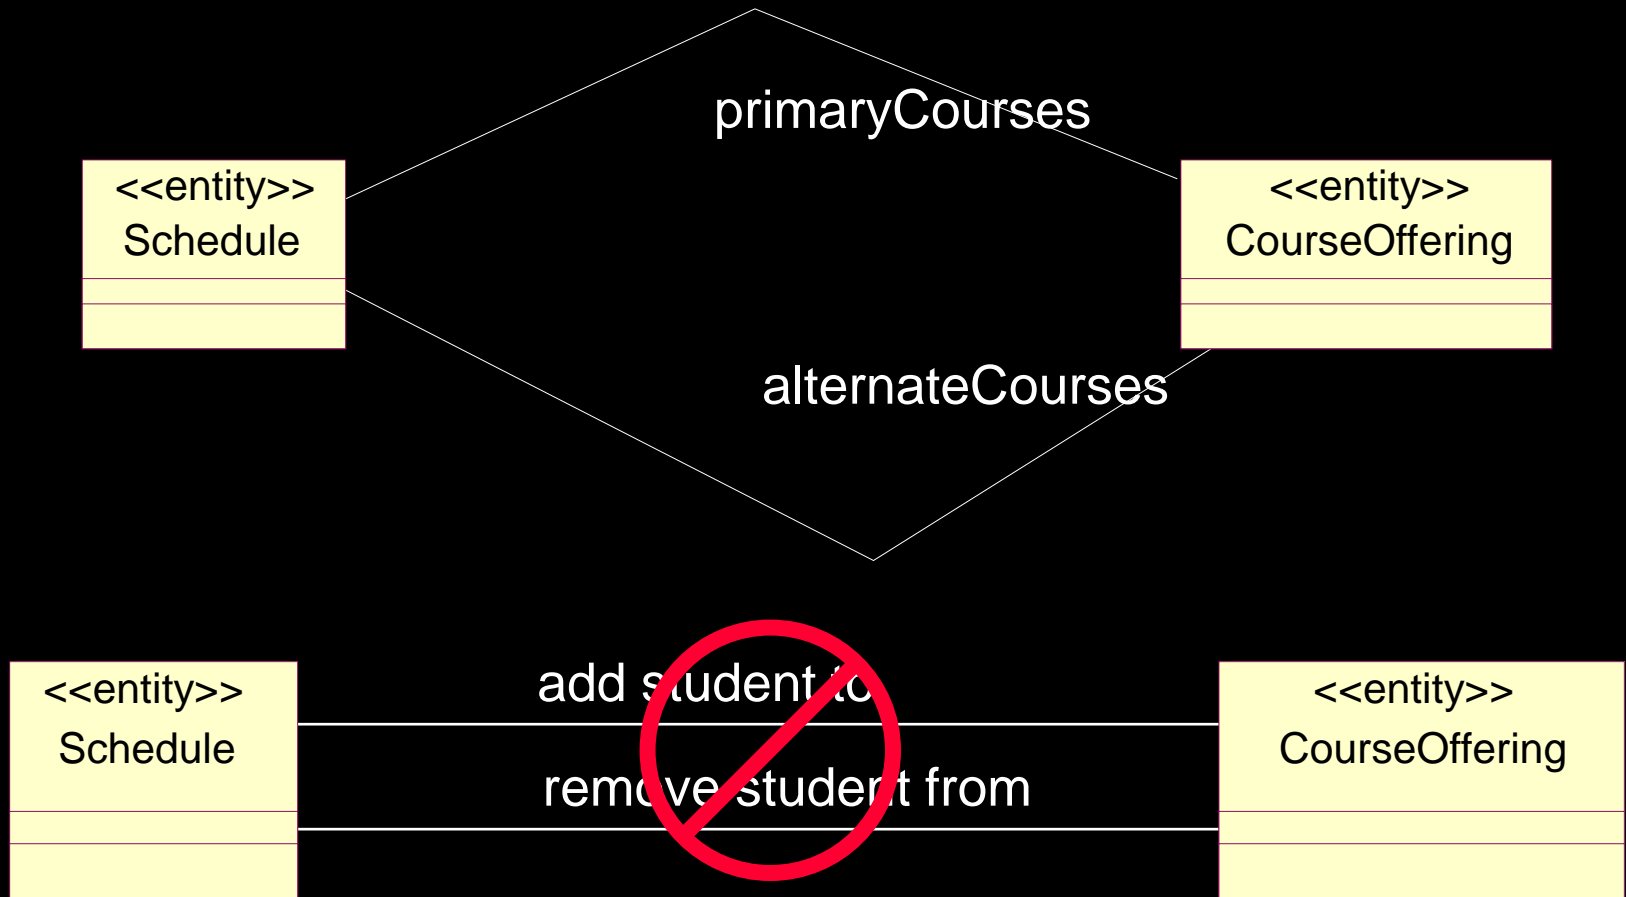 primaryCourses
<<entity>>
Schedule
<<entity>>
CourseOffering
alternateCourses
add student to
remove student from
<<entity>>
Schedule
<<entity>>
CourseOffering